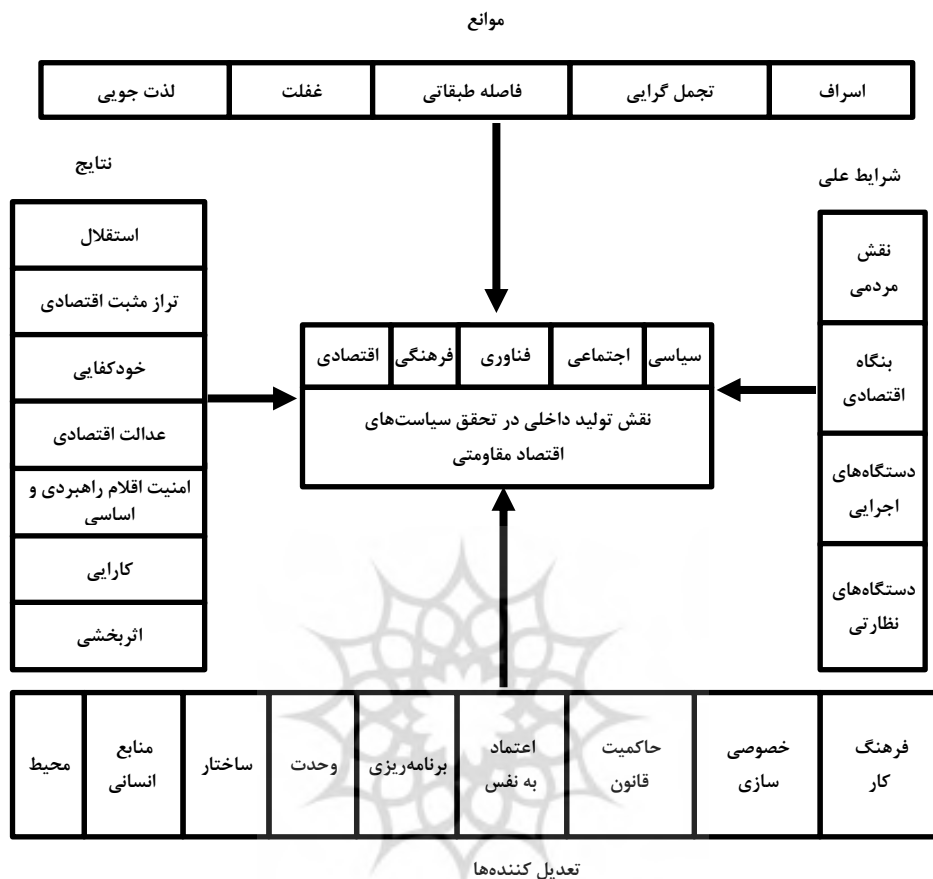 موانع
اسراف
تجمل گرایی
فاصله طبقاتی
غفلت
لذت جویی
شرایط علی
نقش
مردمی
بنگاه
اقتصادی
دستگاه‌های
اجرایی
دستگاه‌های
نظارتی
سیاسی
اجتماعی
فناوری
فرهنگی
اقتصادی
نقش تولید داخلی در تحقق سیاست‌های
اقتصاد مقاومتی
نتایج
استقلال
تراز مثبت اقتصادی
خودکفایی
عدالت اقتصادی
امنیت اقلام راهبردی و
اساسی
کارایی
اثربخشی
فرهنگ
کار
خصوصی
سازی
حاکمیت
قانون
اعتماد
به نفس
برنامه‌ریزی
وحدت
ساختار
منابع
انسانی
محیط
تعدیل کننده‌ها